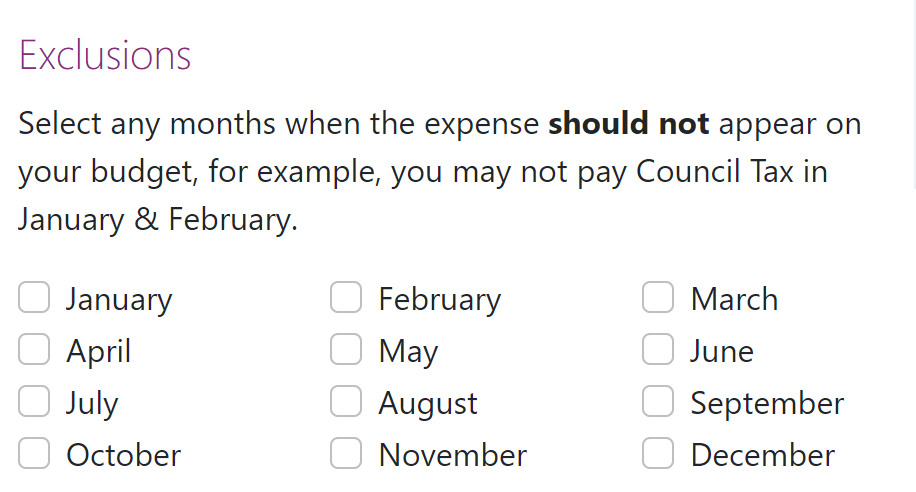 Exclusions
Select any months when the expense should not appear on
your budget, for example, you may not pay Council Tax in
January & February.
January February March
April May June
July August September
October November December